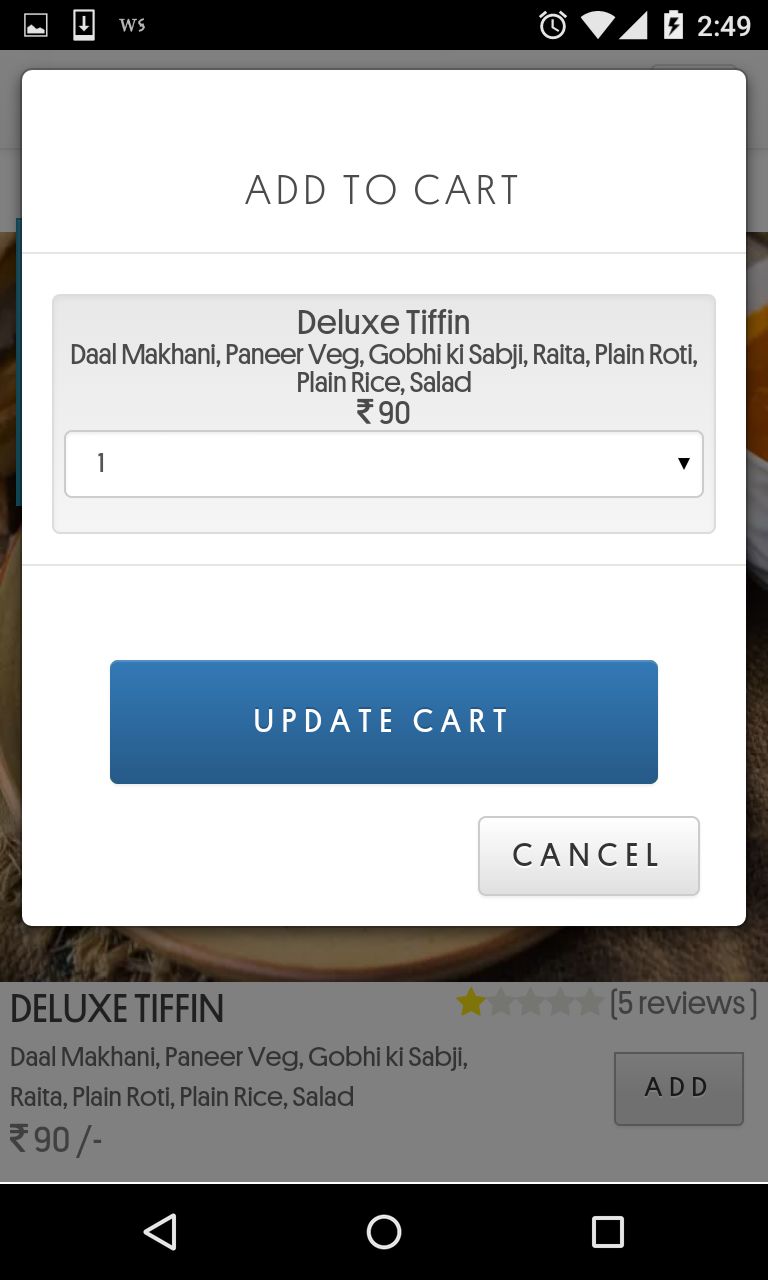 WS 2:49
ADD TO CART
Deluxe Tiffin
Daal Makhani, Paneer Veg, Gobhi ki Sabji, Raita, Plain Roti,
Plain Rice, Salad
₹ 90
1
UPDATE CART
CANCEL
DELUXE TIFFIN (5 reviews )
Daal Makhani, Paneer Veg, Gobhi ki Sabji,
Raita, Plain Roti, Plain Rice, Salad
ADD
₹ 90 /-